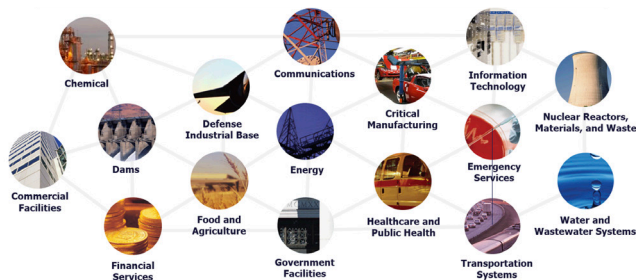 Chemical
Communications
Information
Technology
Defense
Industrial Base
Critical
Manufacturing
Nuclear Reactors,
Materials, and Waste
Commercial
Facilities
Dams
Energy
Emergency
Services
Food and
Agriculture
Healthcare and
Public Health
Water and
Wastewater Systems
Financial
Services
Government
Facilities
Transportation
Systems